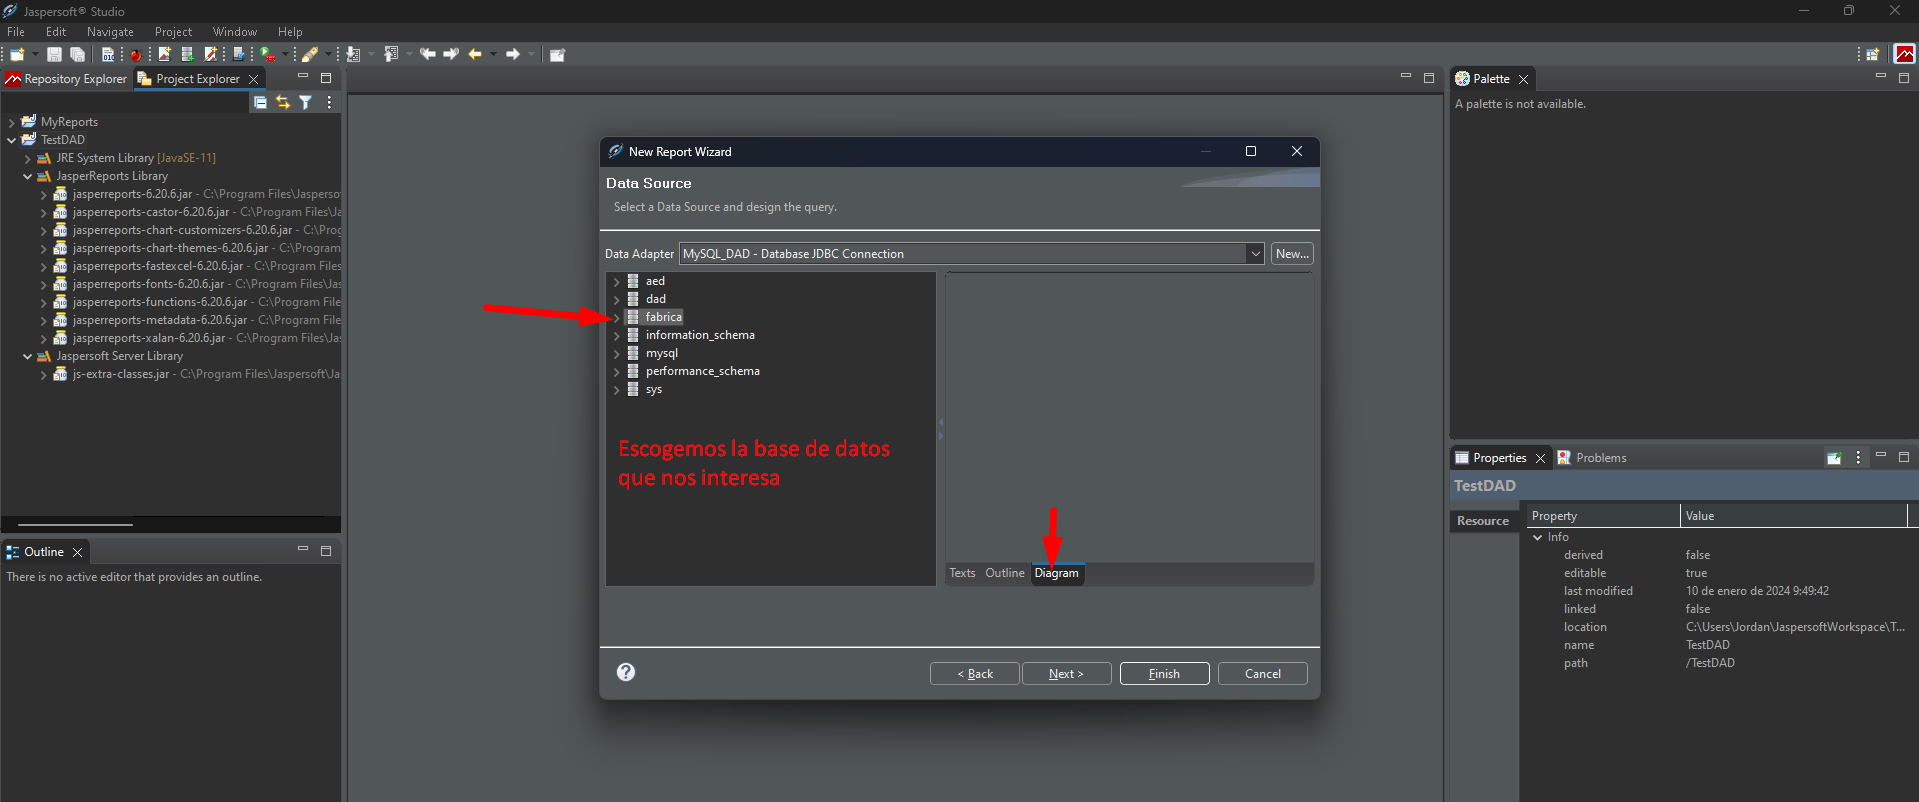 Jaspersoft® Studio
File Edit Navigate Project Window Help
Repository Explorer Project Explorer
MyReports
TestDAD
JRE System Library [JavaSE-11]
JasperReports Library
jasperreports-6.20.6.jar - C:\Program Files\Jasperso
jasperreports-castor-6.20.6.jar - C:\Program Files\Ja
jasperreports-chart-customizers-6.20.6.jar - C:\Prog
jasperreports-chart-themes-6.20.6.jar - C:\Program
jasperreports-fastexcel-6.20.6.jar - C:\Program Files
jasperreports-fonts-6.20.6.jar - C:\Program Files\Jas
jasperreports-functions-6.20.6.jar - C:\Program File
jasperreports-metadata-6.20.6.jar - C:\Program File
jasperreports-xalan-6.20.6.jar - C:\Program Files\Jas
Jaspersoft Server Library
js-extra-classes.jar - C:\Program Files\Jaspersoft\Ja
Outline
There is no active editor that provides an outline.
New Report Wizard
Data Source
Select a Data Source and design the query.
Data Adapter MySQL_DAD - Database JDBC Connection New...
aed
dad
fabrica
information_schema
mysql
performance_schema
sys
Escogemos la base de datos
que nos interesa
Texts Outline Diagram
< Back Next > Finish Cancel
Palette
A palette is not available.
Properties Problems
TestDAD
Resource
Property Value
Info
derived false
editable true
last modified 10 de enero de 2024 9:49:42
linked false
location C:\Users\Jordan\JaspersoftWorkspace\T...
name TestDAD
path /TestDAD